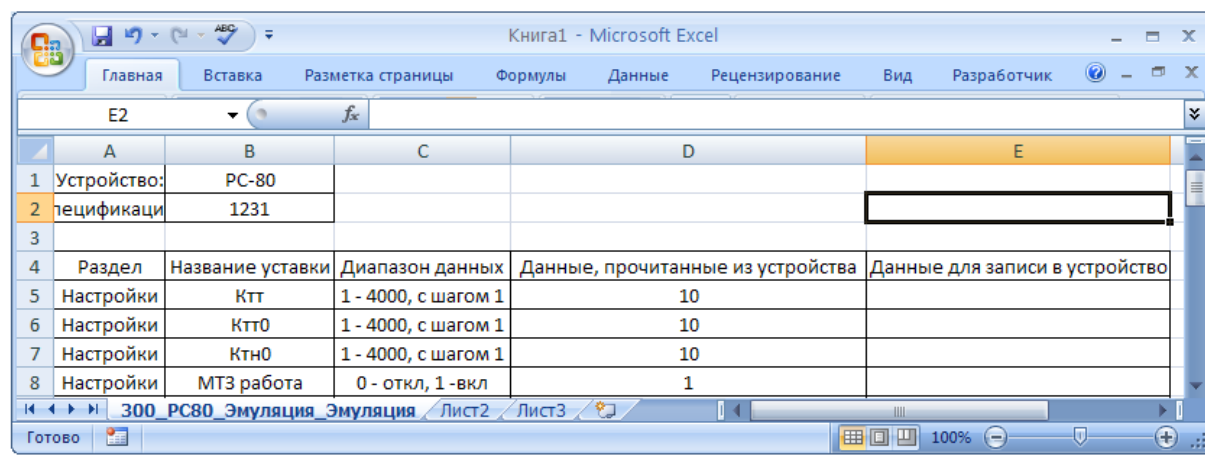 ABC
Книга1 - Microsoft Excel
Главная Вставка Разметка страницы Формулы Данные Рецензирование Вид Разработчик
E2 fx
A B C D E
1 Устройство: РС-80
2 пецификаци 1231
3
4 Раздел Название уставки Диапазон данных Данные, прочитанные из устройства Данные для записи в устройство
5 Настройки Ктт 1 - 4000, с шагом 1 10
6 Настройки Ктт0 1 - 4000, с шагом 1 10
7 Настройки Ктн0 1 - 4000, с шагом 1 10
8 Настройки МТЗ работа 0 - откл, 1 -вкл 1
300_РС80_Эмуляция_Эмуляция Лист2 Лист3
Готово 100%